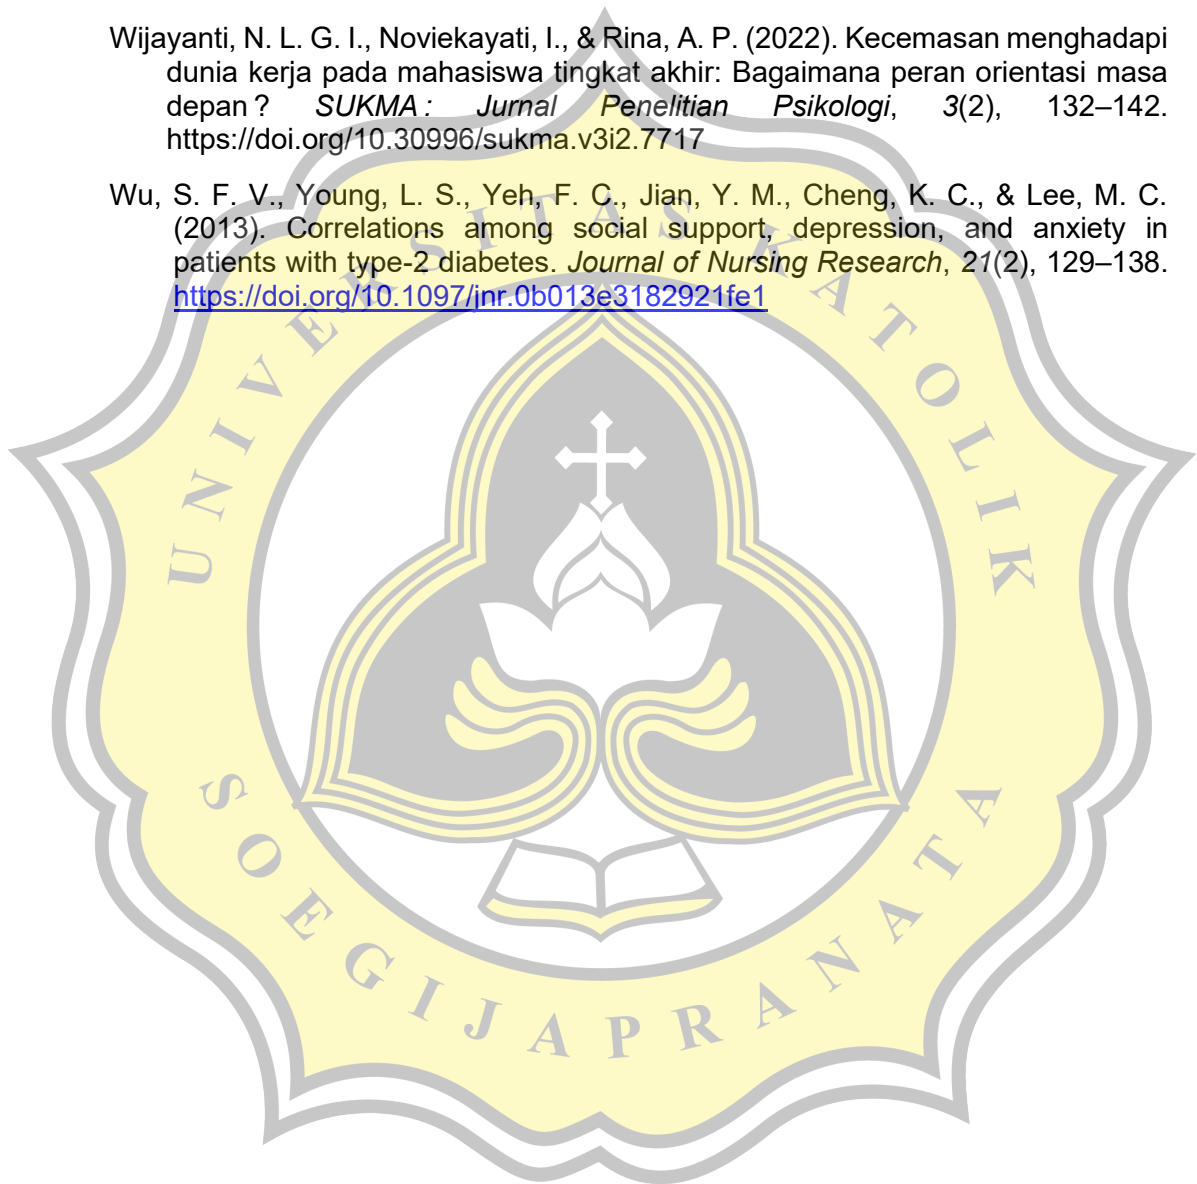 Wijayanti, N. L. G. I., Noviekayati, I., & Rina, A. P. (2022). Kecemasan menghadapi
dunia kerja pada mahasiswa tingkat akhir: Bagaimana peran orientasi masa
depan ? SUKMA : Jurnal Penelitian Psikologi, 3(2), 132–142.
https://doi.org/10.30996/sukma.v3i2.7717
Wu, S. F. V., Young, L. S., Yeh, F. C., Jian, Y. M., Cheng, K. C., & Lee, M. C.
(2013). Correlations among social support, depression, and anxiety in
patients with type-2 diabetes. Journal of Nursing Research, 21(2), 129–138.
https://doi.org/10.1097/jnr.0b013e3182921fe1
UNIVERSITAS KATOLIK
SOEGIJAPRANATA